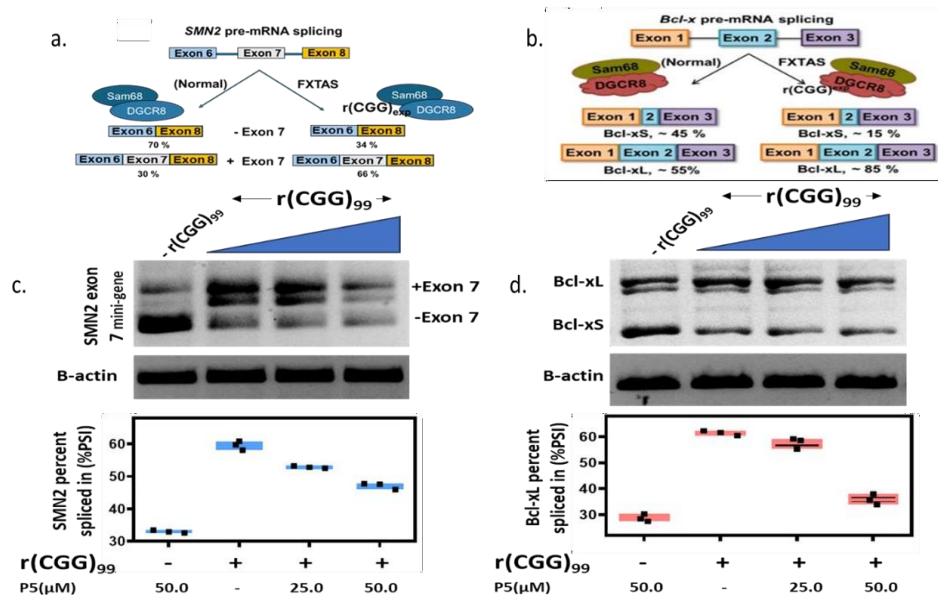 a.
SMN2 pre-mRNA splicing
Exon 6 Exon 7 Exon 8
(Normal) FXTAS
Sam68
DGCR8
Sam68
r(CGG)exp DGCR8
Exon 6 Exon 8 - Exon 7 Exon 6 Exon 8
70 % 34 %
Exon 6 Exon 7 Exon 8 + Exon 7 Exon 6 Exon 7 Exon 8
30 % 66 %
b.
Bcl-x pre-mRNA splicing
Exon 1 Exon 2 Exon 3
(Normal) FXTAS
Sam68
DGCR8
Sam68
r(CGG)exp DGCR8
Exon 1 2 Exon 3 Exon 1 2 Exon 3
Bcl-xS, ~ 45 % Bcl-xS, ~ 15 %
Exon 1 Exon 2 Exon 3 Exon 1 Exon 2 Exon 3
Bcl-xL, ~ 55% Bcl-xL, ~ 85 %
c.
- r(CGG)99
r(CGG)99
SMN2 exon
7 mini-gene
+Exon 7
-Exon 7
B-actin
SMN2 percent
spliced in (%PSI)
60
50
40
30
r(CGG)99 - + + +
P5(µM) 50.0 - 25.0 50.0
d.
- r(CGG)99
r(CGG)99
Bcl-xL
Bcl-xS
B-actin
Bcl-xL percent
spliced in (%PSI)
60
50
40
30
- + + +
50.0 - 25.0 50.0